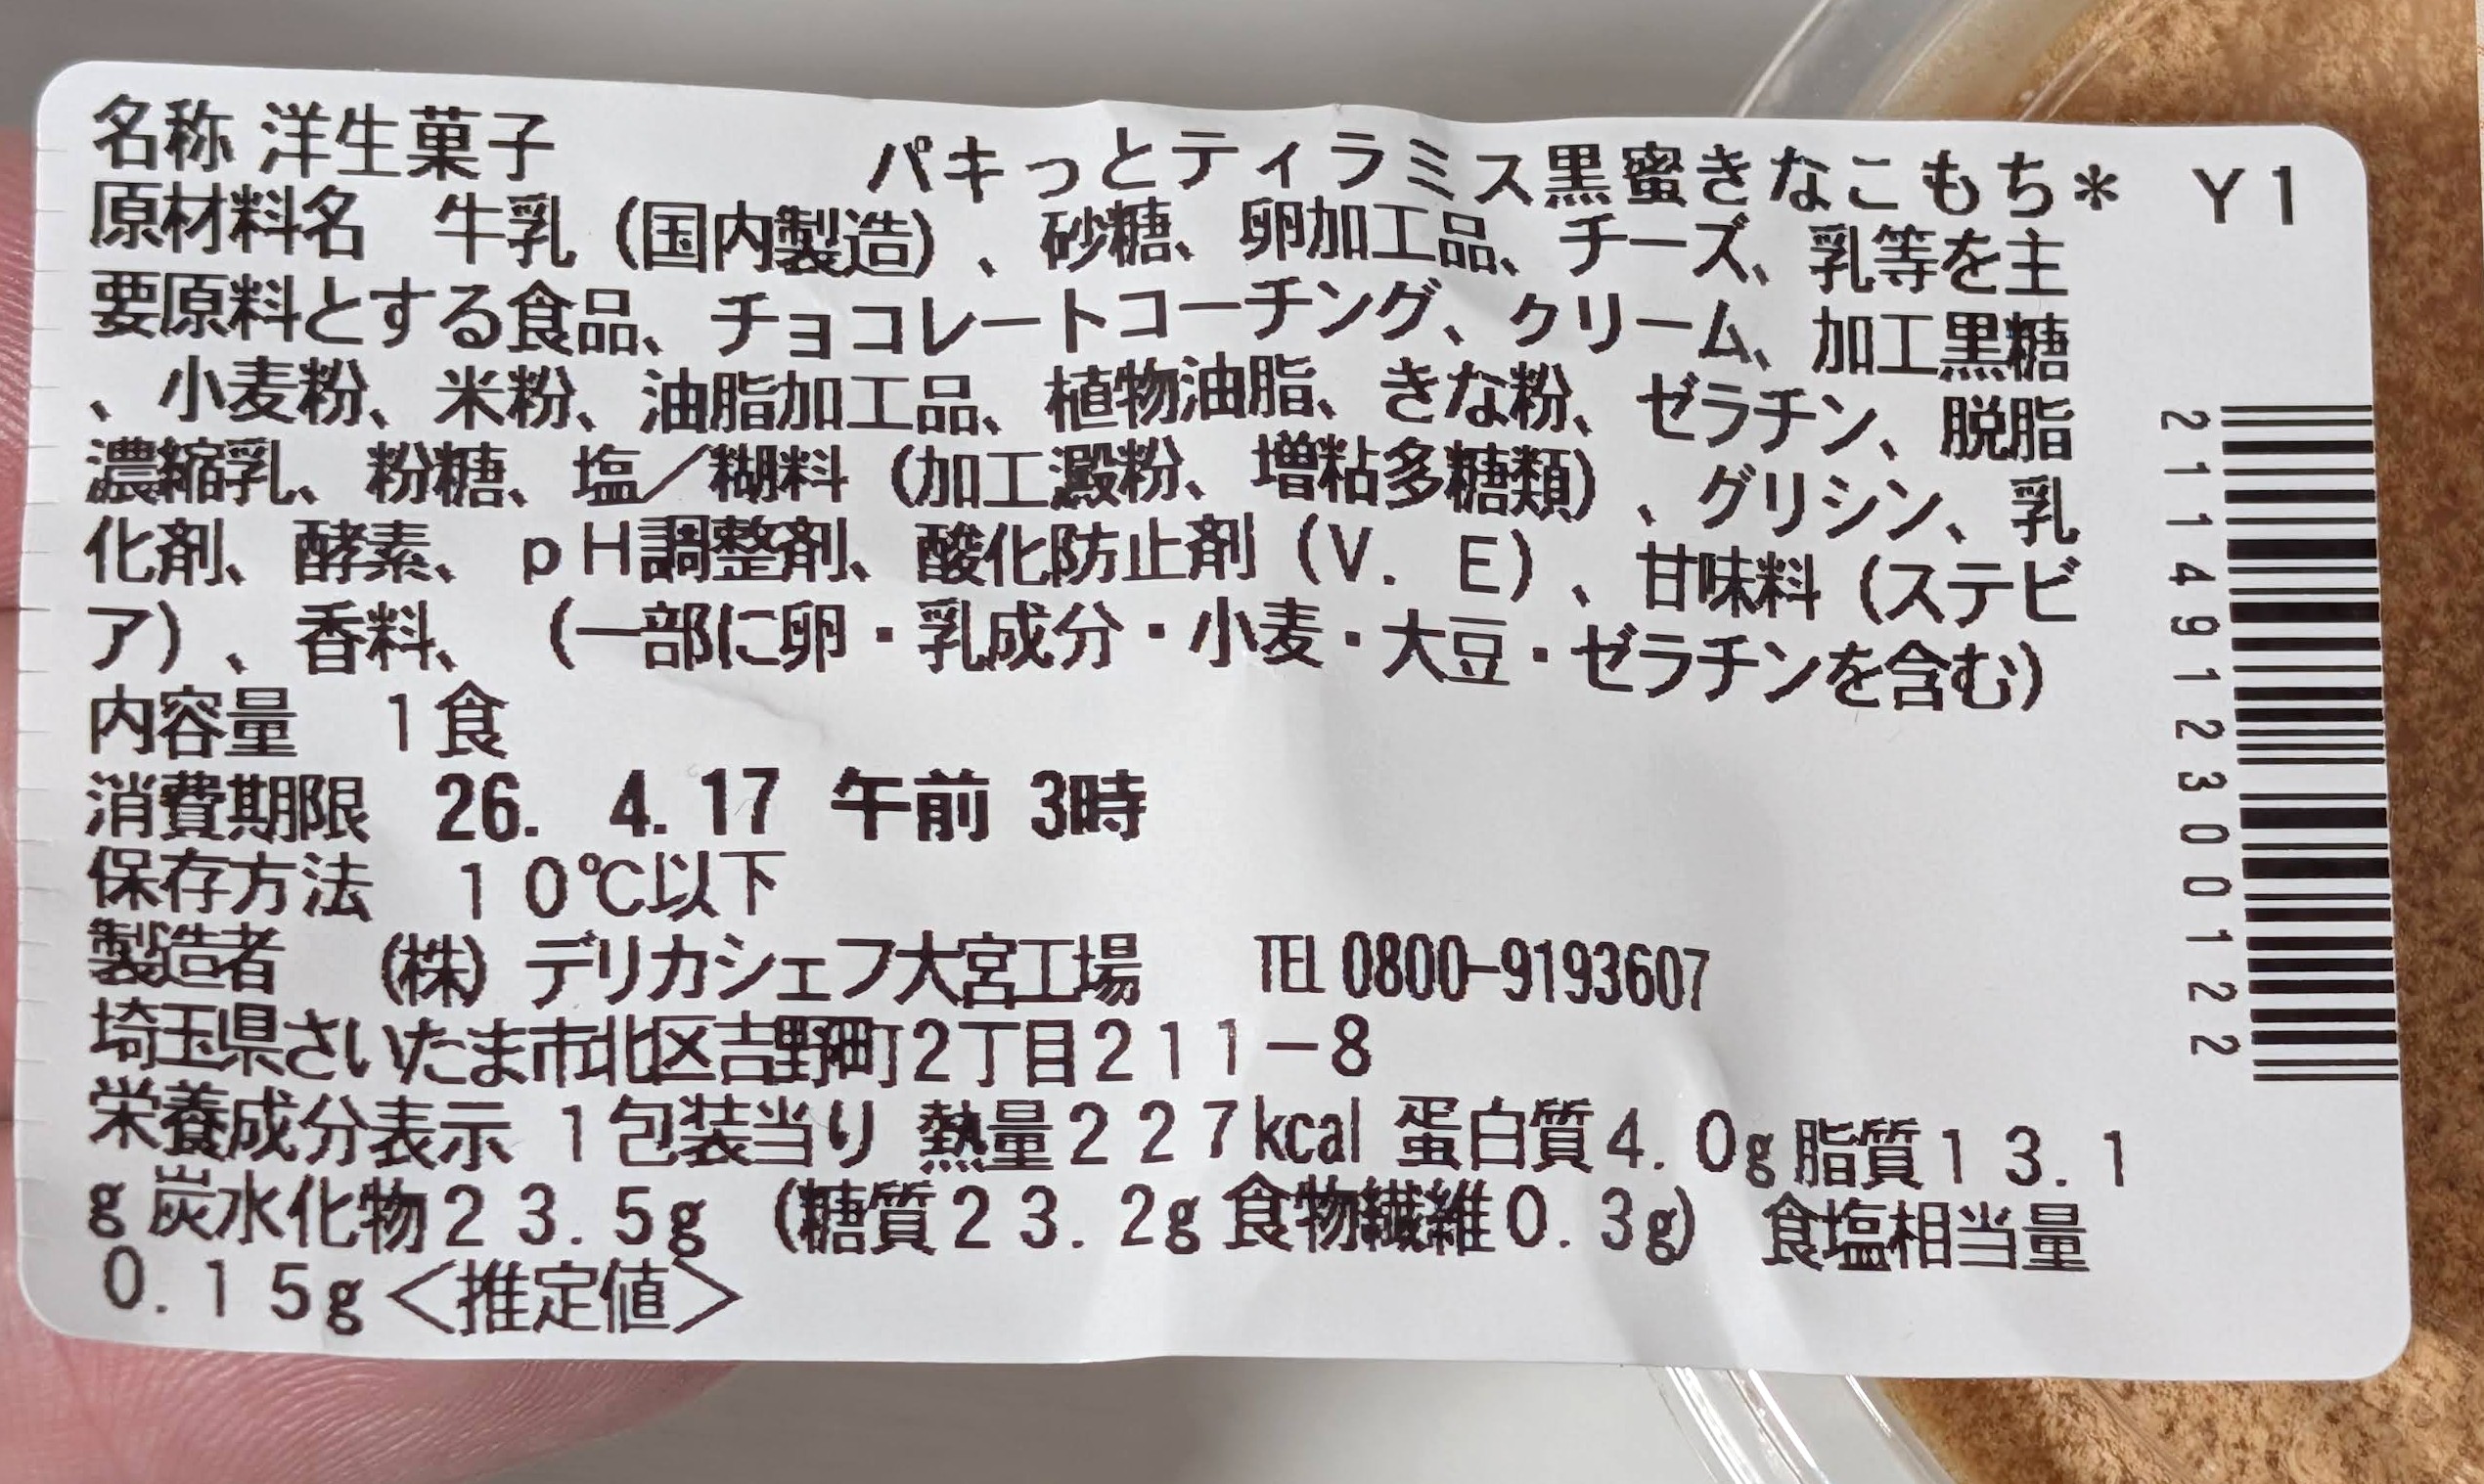 名称 洋生菓子
パキっとティラミス黒蜜きなこもち* Y1
原材料名 牛乳(国内製造)、砂糖、卵加工品、チーズ、乳等を主
要原料とする食品、チョコレートコーチング、クリーム、加工黒糖
、小麦粉、米粉、油脂加工品、植物油脂、きな粉、ゼラチン、脱脂
濃縮乳、粉糖、塩/糊料(加工澱粉、増粘多糖類)、グリシン、乳
化剤、酵素、pH調整剤、酸化防止剤(V. E)、甘味料(ステビ
ア)、香料、(一部に卵・乳成分・小麦・大豆・ゼラチンを含む)
内容量 1食
消費期限 26. 4.17 午前 3時
保存方法 10℃以下
製造者 (株)デリカシェフ大宮工場 TEL 0800-9193607
埼玉県さいたま市北区吉野町2丁目211-8
栄養成分表示 1包装当り 熱量227kcal 蛋白質4.0g 脂質13.1
g 炭水化物23.5g (糖質23.2g 食物繊維0.3g) 食塩相当量
0.15g<推定値>
2114912300122